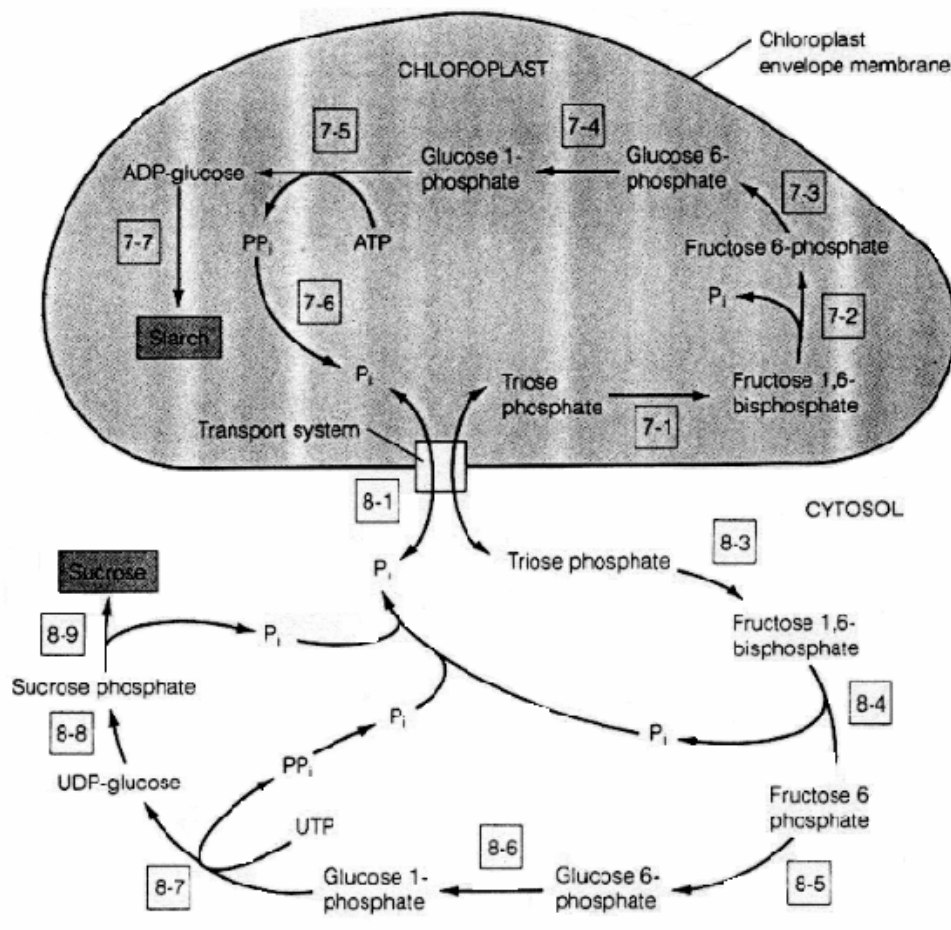 Chloroplast
envelope membrane
CHLOROPLAST
7-5
7-4
ADP-glucose
Glucose 1-
phosphate
Glucose 6-
phosphate
7-3
7-7
PPi
ATP
Fructose 6-phosphate
7-6
Pi
7-2
Starch
Pi
Triose
phosphate
7-1
Fructose 1,6-
bisphosphate
Transport system
8-1
CYTOSOL
8-3
Sucrose
Pi
Triose phosphate
8-9
Pi
Fructose 1,6-
bisphosphate
Sucrose phosphate
8-4
8-8
Pi
Pi
PPi
UDP-glucose
Fructose 6
phosphate
UTP
8-6
8-7
Glucose 1-
phosphate
Glucose 6-
phosphate
8-5